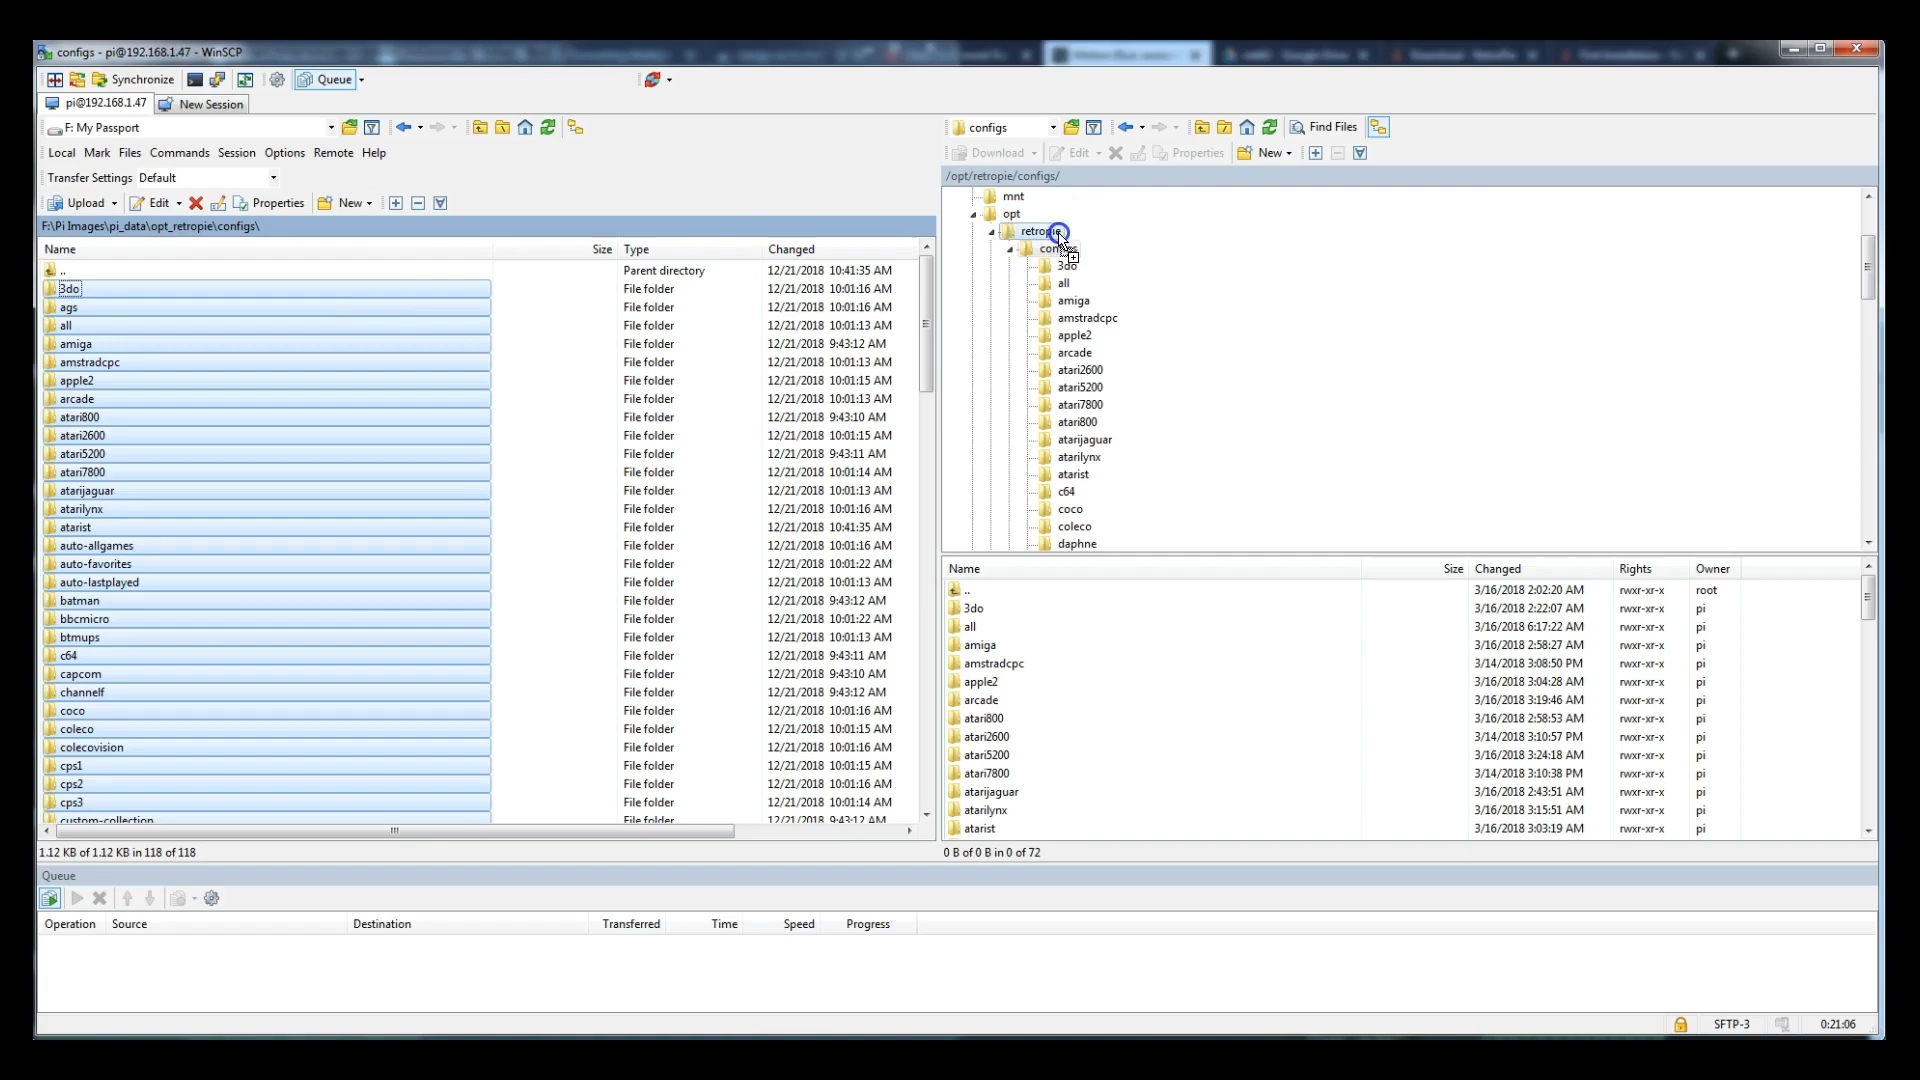 configs - pi@192.168.1.47 - WinSCP
Synchronize Queue
pi@192.168.1.47 New Session
F: My Passport
Local Mark Files Commands Session Options Remote Help
Transfer Settings Default
Upload Edit Properties New
F:\Pi Images\pi_data\opt_retropie\configs\
Name Size Type Changed
.. Parent directory 12/21/2018 10:41:35 AM
3do File folder 12/21/2018 10:01:16 AM
ags File folder 12/21/2018 10:01:16 AM
all File folder 12/21/2018 10:01:13 AM
amiga File folder 12/21/2018 9:43:12 AM
amstradcpc File folder 12/21/2018 10:01:13 AM
apple2 File folder 12/21/2018 10:01:15 AM
arcade File folder 12/21/2018 10:01:13 AM
atari800 File folder 12/21/2018 9:43:10 AM
atari2600 File folder 12/21/2018 10:01:15 AM
atari5200 File folder 12/21/2018 9:43:11 AM
atari7800 File folder 12/21/2018 10:01:14 AM
atarijaguar File folder 12/21/2018 10:01:13 AM
atarilynx File folder 12/21/2018 10:01:16 AM
atarist File folder 12/21/2018 10:41:35 AM
auto-allgames File folder 12/21/2018 10:01:16 AM
auto-favorites File folder 12/21/2018 10:01:22 AM
auto-lastplayed File folder 12/21/2018 10:01:13 AM
batman File folder 12/21/2018 9:43:12 AM
bbcmicro File folder 12/21/2018 10:01:22 AM
btmups File folder 12/21/2018 10:01:13 AM
c64 File folder 12/21/2018 9:43:11 AM
capcom File folder 12/21/2018 9:43:10 AM
channelf File folder 12/21/2018 9:43:12 AM
coco File folder 12/21/2018 10:01:16 AM
coleco File folder 12/21/2018 10:01:15 AM
colecovision File folder 12/21/2018 10:01:16 AM
cps1 File folder 12/21/2018 10:01:15 AM
cps2 File folder 12/21/2018 10:01:16 AM
cps3 File folder 12/21/2018 10:01:14 AM
custom-collection File folder 12/21/2018 9:43:12 AM
1.12 KB of 1.12 KB in 118 of 118
configs Find Files
Download Edit Properties New
/opt/retropie/configs/
mnt
opt
retropie
configs
3do
all
amiga
amstradcpc
apple2
arcade
atari2600
atari5200
atari7800
atari800
atarijaguar
atarilynx
atarist
c64
coco
coleco
daphne
Name Size Changed Rights Owner
.. 3/16/2018 2:02:20 AM rwxr-xr-x root
3do 3/16/2018 2:22:07 AM rwxr-xr-x pi
all 3/16/2018 6:17:22 AM rwxr-xr-x pi
amiga 3/16/2018 2:58:27 AM rwxr-xr-x pi
amstradcpc 3/14/2018 3:08:50 PM rwxr-xr-x pi
apple2 3/16/2018 3:04:28 AM rwxr-xr-x pi
arcade 3/16/2018 3:19:46 AM rwxr-xr-x pi
atari800 3/16/2018 2:58:53 AM rwxr-xr-x pi
atari2600 3/14/2018 3:10:57 PM rwxr-xr-x pi
atari5200 3/16/2018 3:24:18 AM rwxr-xr-x pi
atari7800 3/14/2018 3:10:38 PM rwxr-xr-x pi
atarijaguar 3/16/2018 2:43:51 AM rwxr-xr-x pi
atarilynx 3/16/2018 3:15:51 AM rwxr-xr-x pi
atarist 3/16/2018 3:03:19 AM rwxr-xr-x pi
0 B of 0 B in 0 of 72
Queue
Operation Source Destination Transferred Time Speed Progress
SFTP-3 0:21:06